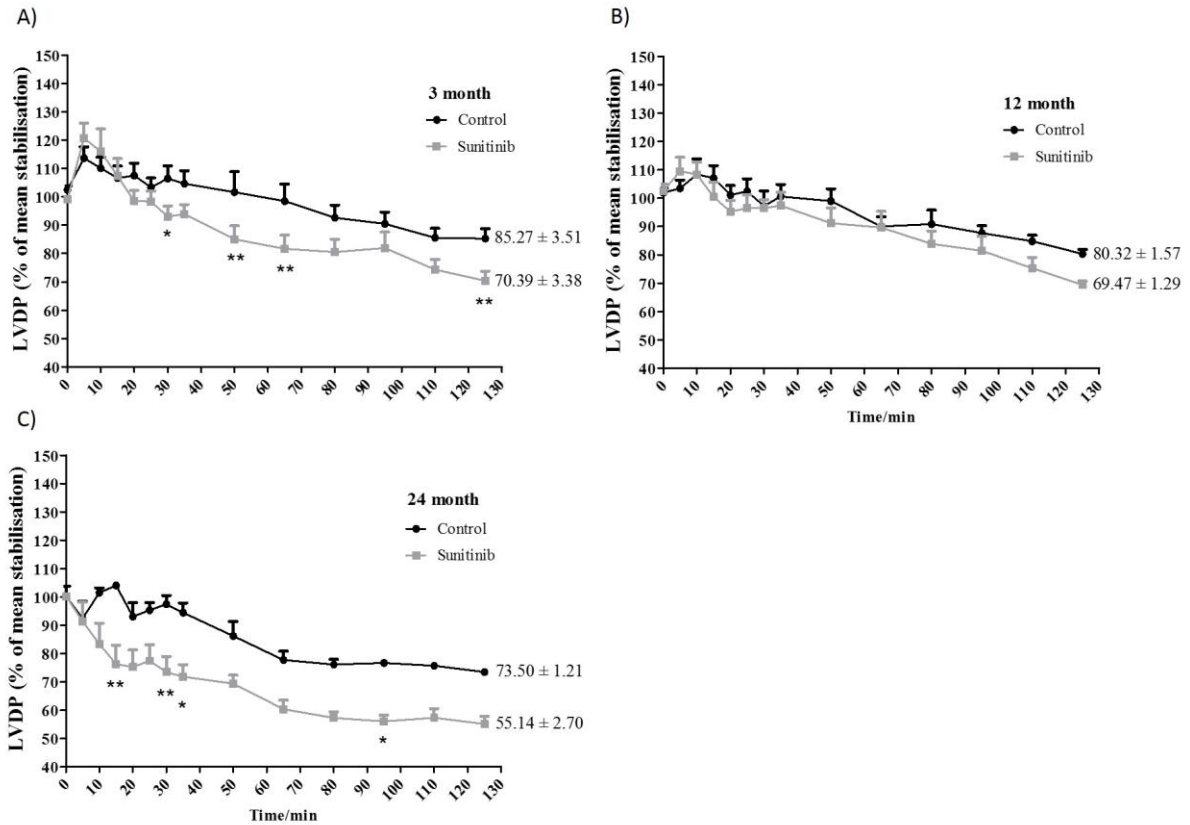 A)
LVDP (% of mean stabilisation)
150
140
130
120
110
100
90
80
70
60
50
40
3 month
Control
Sunitinib
85.27 ± 3.51
70.39 ± 3.38
*
**
**
**
0 10 20 30 40 50 60 70 80 90 100 110 120 130
B)
LVDP (% of mean stabilisation)
150
140
130
120
110
100
90
80
70
60
50
40
12 month
Control
Sunitinib
80.32 ± 1.57
69.47 ± 1.29
0 10 20 30 40 50 60 70 80 90 100 110 120 130
Time/min
C)
LVDP (% of mean stabilisation)
150
140
130
120
110
100
90
80
70
60
50
40
24 month
Control
Sunitinib
73.50 ± 1.21
55.14 ± 2.70
**
**
*
*
0 10 20 30 40 50 60 70 80 90 100 110 120 130
Time/min